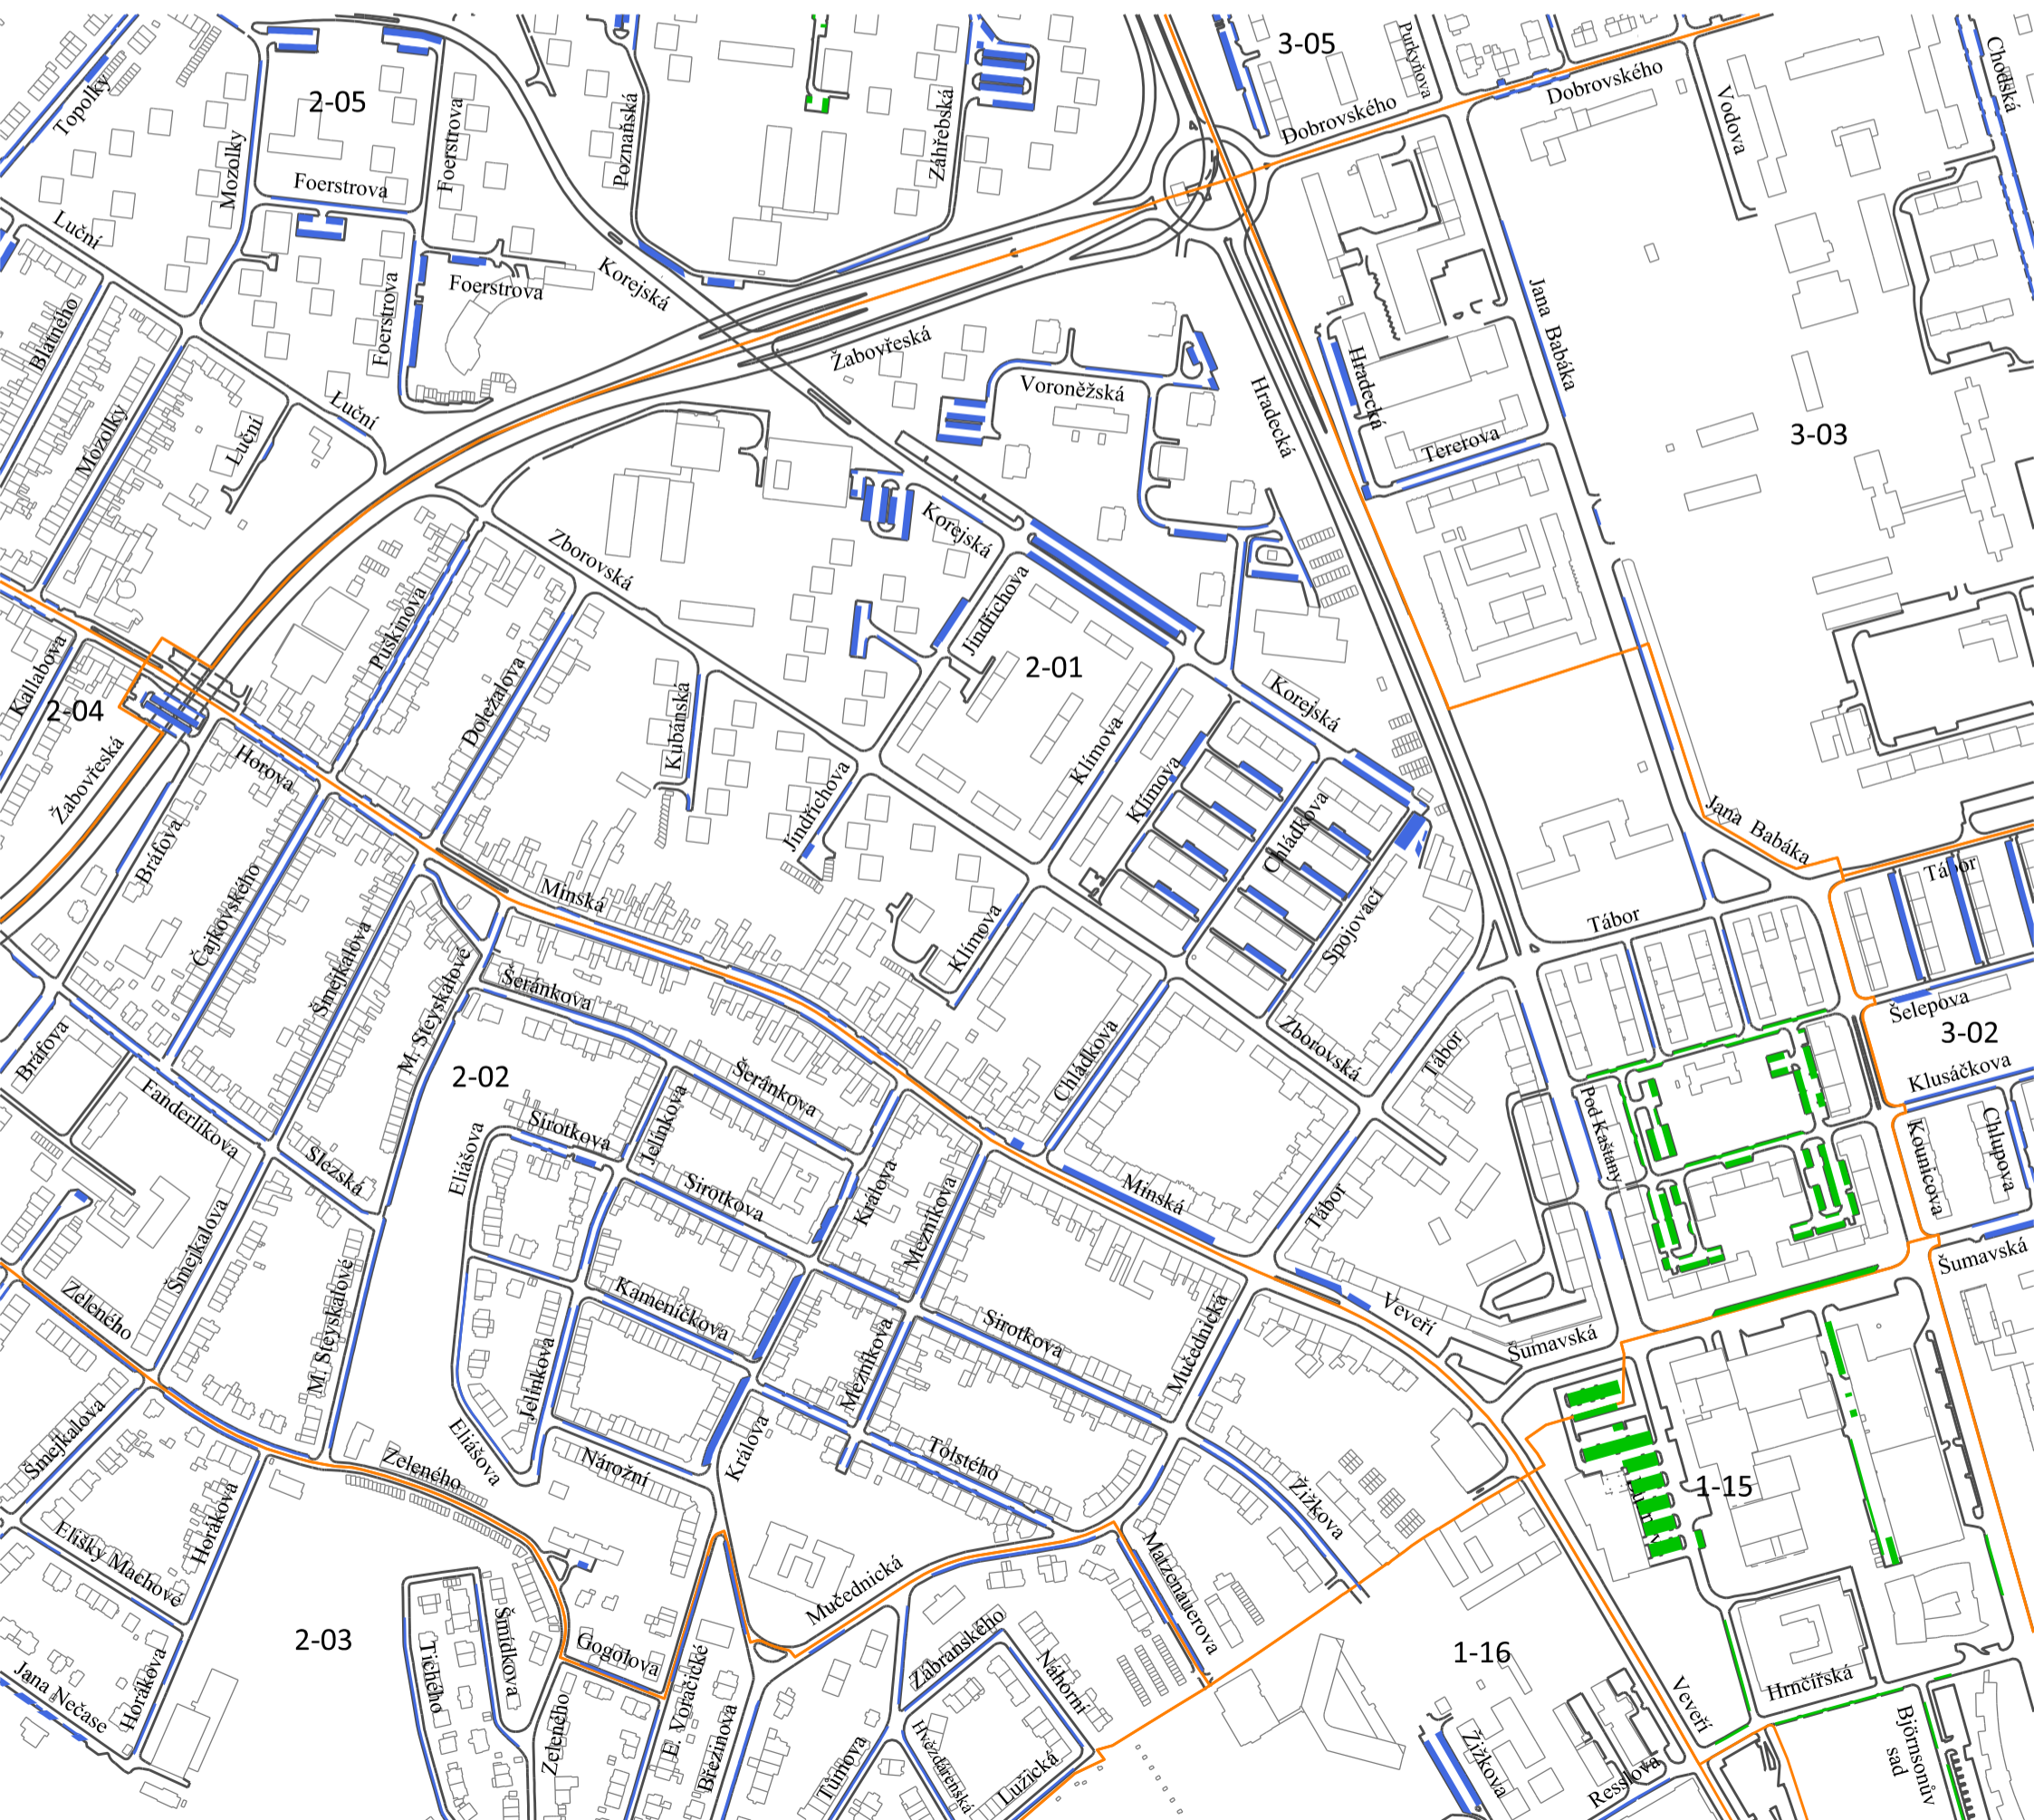 3-05
Purkyňova
Chodská
Topolky
2-05
Foerstrova
Poznaňská
Záhřebská
Dobrovského
Dobrovského
Vodova
Mozolky
Foerstrova
Luční
Korejská
Foerstrova
Foerstrova
Jana Babáka
Blatného
Žabovřeská
Voroněžská
Hradecká
Hradecká
Luční
Luční
Mozolky
Tererova
3-03
Korejská
Zborovská
Jindřichova
Puškinova
Kallabova
2-04
Doležalova
Kubánská
2-01
Korejská
Klímova
Klímova
Žabovřeská
Horova
Jindřichova
Chládkova
Jana Babáka
Bráfova
Minská
Tábor
Čajkovského
Šmejkalova
Klímova
Spojovací
Tábor
M. Steyskalové
Šeránkova
Šelepova
3-02
Bráfova
2-02
Šeránkova
Chládkova
Zborovská
Tábor
Klusáčkova
Fanderlíkova
Sirotkova
Jelínkova
Pod Kaštany
Kounicova
Chlupova
Slezská
Eliášova
Sirotkova
Králova
Mezníkova
Minská
Tábor
Šmejkalova
Šumavská
Zeleného
M. Steyskalové
Kameníčkova
Sirotkova
Mučednická
Veveří
Šumavská
Jelínkova
Mezníkova
Šmejkalova
Eliášova
Nárožní
Králova
Tolstého
Žižkova
1-15
Zeleného
Horákova
Elišky Machové
Mučednická
Matzenauerova
2-03
Tichého
Šmídkova
Gogolova
Zábranského
Náhorní
1-16
Jana Nečase
Horákova
Zeleného
E. Voračické
Březinova
Tůmova
Hvězdárenská
Lužická
Žižkova
Resslova
Veveří
Hrnčířská
Björnsonův
sad